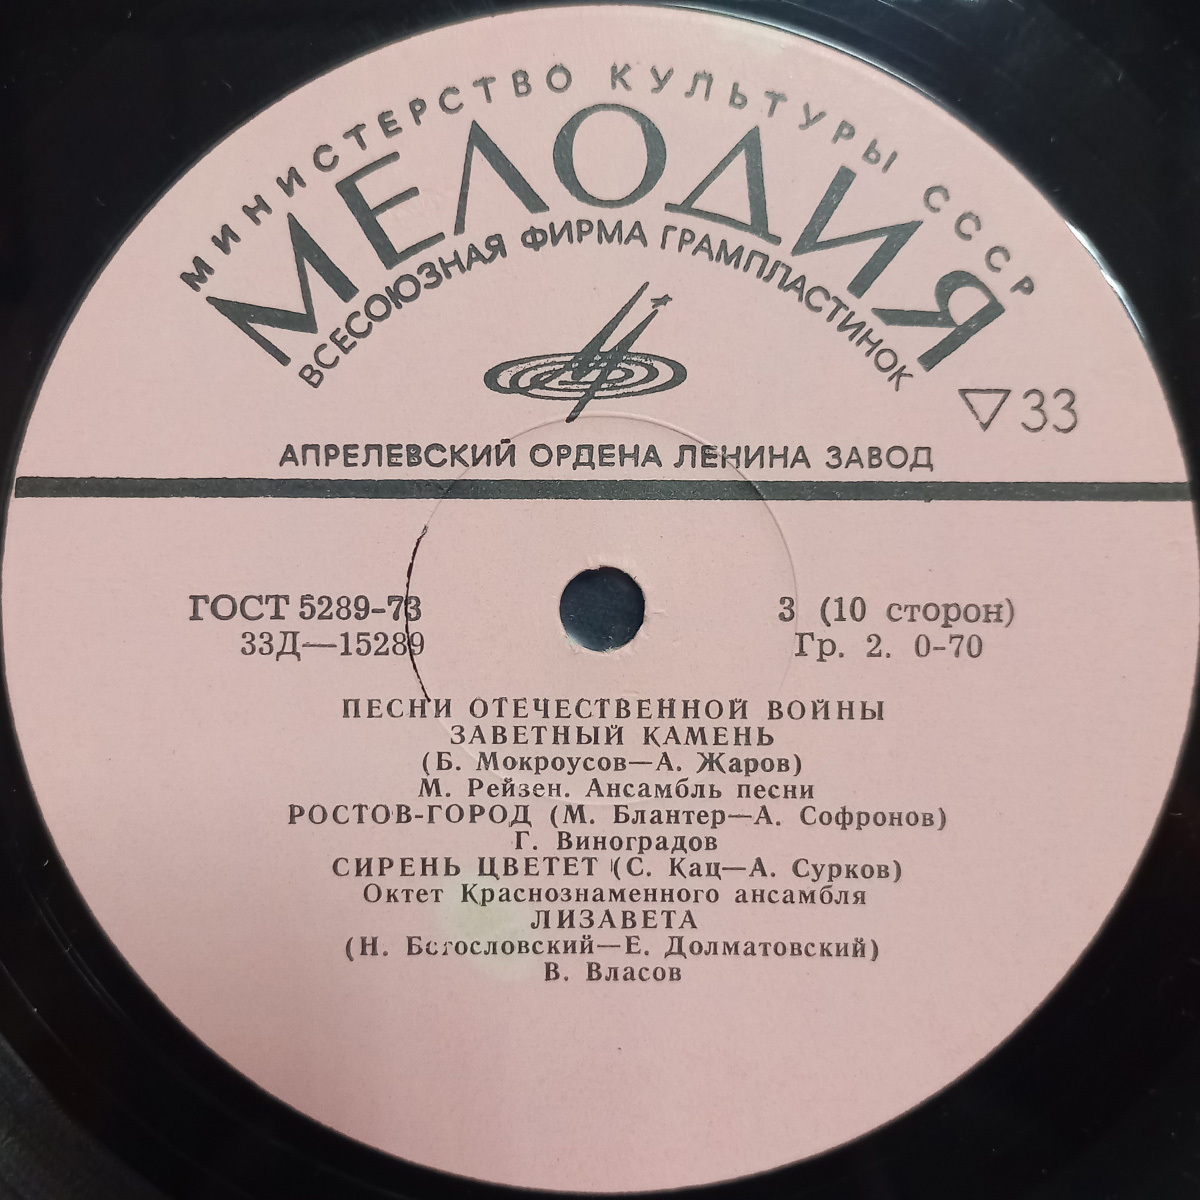 МИНИСТЕРСТВО КУЛЬТУРЫ СССР
МЕЛОДИЯ
ВСЕСОЮЗНАЯ ФИРМА ГРАМПЛАСТИНОК
33
АПРЕЛЕВСКИЙ ОРДЕНА ЛЕНИНА ЗАВОД
ГОСТ 5289-73
33Д—15289
3 (10 сторон)
Гр. 2. 0-70
ПЕСНИ ОТЕЧЕСТВЕННОЙ ВОЙНЫ
ЗАВЕТНЫЙ КАМЕНЬ
(Б. Мокроусов—А. Жаров)
М. Рейзен. Ансамбль песни
РОСТОВ-ГОРОД (М. Блантер—А. Софронов)
Г. Виноградов
СИРЕНЬ ЦВЕТЕТ (С. Кац—А. Сурков)
Октет Краснознаменного ансамбля
ЛИЗАВЕТА
(Н. Богословский—Е. Долматовский)
В. Власов